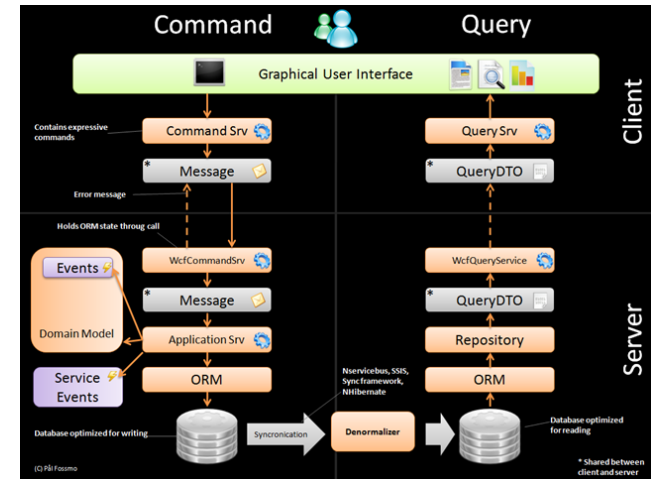 Command
Query
Graphical User Interface
Client
Contains expressive
commands
Command Srv
Query Srv
*
Message
*
QueryDTO
Error message
Holds ORM state throug call
WcfCommandSrv
WcfQueryService
Events
*
Message
*
QueryDTO
Server
Domain Model
Application Srv
Repository
Service
Events
ORM
Nservicebus, SSIS,
Sync framework,
NHibernate
ORM
Database optimized for writing
Syncronication
Denormalizer
Database optimized
for reading
(C) Pål Fossmo
* Shared between
client and server